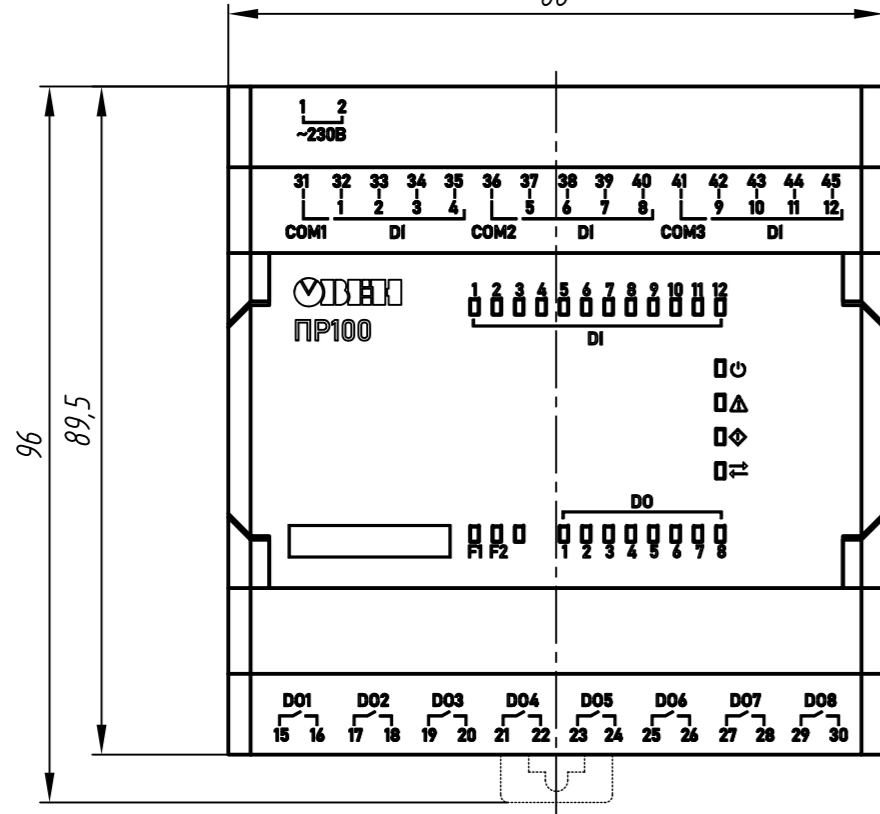 1 2
~230В
31 32 33 34 35 36 37 38 39 40 41 42 43 44 45
1 2 3 4 5 6 7 8 9 10 11 12
COM1 DI COM2 DI COM3 DI
ОВЕН
ПР100
1 2 3 4 5 6 7 8 9 10 11 12
DI
96
89,5
DO
F1 F2
1 2 3 4 5 6 7 8
DO1 DO2 DO3 DO4 DO5 DO6 DO7 DO8
15 16 17 18 19 20 21 22 23 24 25 26 27 28 29 30